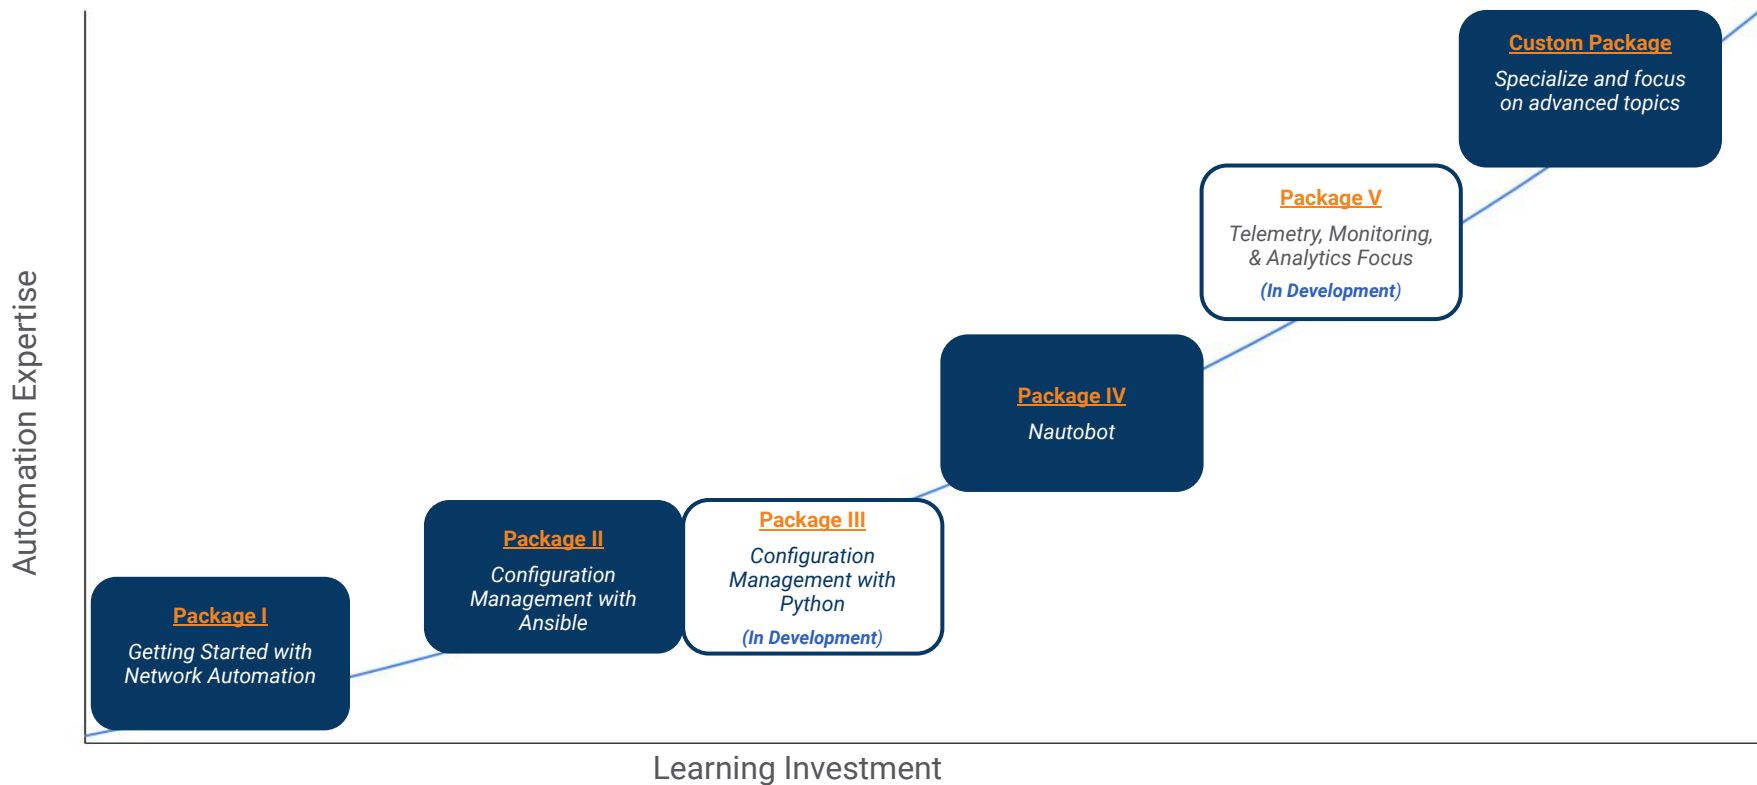 Custom Package
Specialize and focus
on advanced topics
Package V
Telemetry, Monitoring,
& Analytics Focus
(In Development)
Package IV
Nautobot
Package III
Configuration
Management with
Python
(In Development)
Package II
Configuration
Management with
Ansible
Package I
Getting Started with
Network Automation
Automation Expertise
Learning Investment